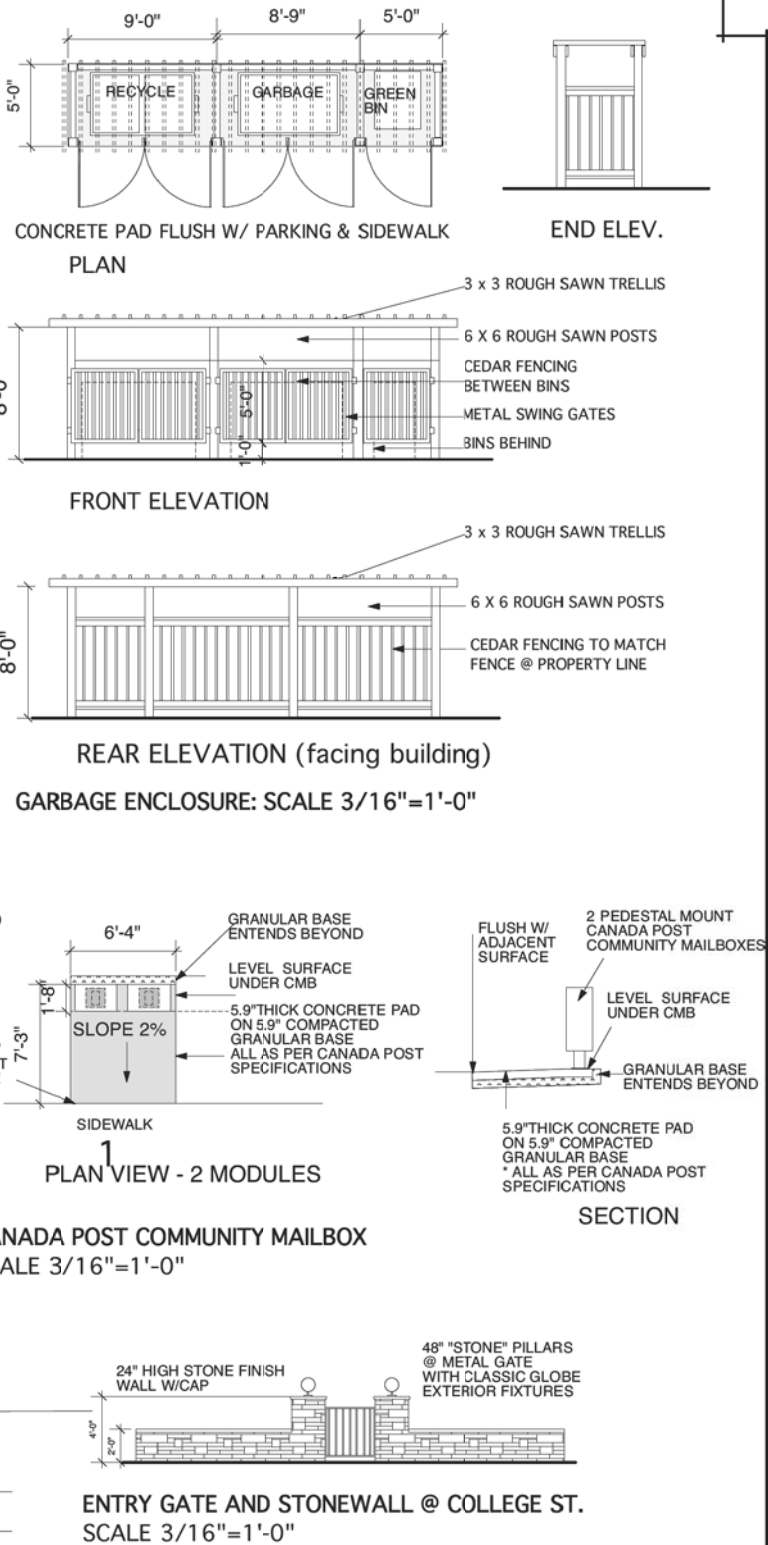 9'-0"
8'-9"
5'-0"
5'-0"
RECYCLE
GARBAGE
GREEN
BIN
CONCRETE PAD FLUSH W/ PARKING & SIDEWALK
PLAN
END ELEV.
3 x 3 ROUGH SAWN TRELLIS
6 X 6 ROUGH SAWN POSTS
CEDAR FENCING
BETWEEN BINS
METAL SWING GATES
BINS BEHIND
5'-0"
1'-0"
FRONT ELEVATION
3 x 3 ROUGH SAWN TRELLIS
6 X 6 ROUGH SAWN POSTS
CEDAR FENCING TO MATCH
FENCE @ PROPERTY LINE
8'-0"
REAR ELEVATION (facing building)
GARBAGE ENCLOSURE: SCALE 3/16"=1'-0"
6'-4"
GRANULAR BASE
ENTENDS BEYOND
LEVEL SURFACE
UNDER CMB
1'-8"
7'-3"
SLOPE 2%
5.9"THICK CONCRETE PAD
ON 5.9" COMPACTED
GRANULAR BASE
ALL AS PER CANADA POST
SPECIFICATIONS
SIDEWALK
1
PLAN VIEW - 2 MODULES
FLUSH W/
ADJACENT
SURFACE
2 PEDESTAL MOUNT
CANADA POST
COMMUNITY MAILBOXES
LEVEL SURFACE
UNDER CMB
GRANULAR BASE
ENTENDS BEYOND
5.9"THICK CONCRETE PAD
ON 5.9" COMPACTED
GRANULAR BASE
* ALL AS PER CANADA POST
SPECIFICATIONS
SECTION
ANADA POST COMMUNITY MAILBOX
ALE 3/16"=1'-0"
24" HIGH STONE FINISH
WALL W/CAP
48" "STONE" PILLARS
@ METAL GATE
WITH CLASSIC GLOBE
EXTERIOR FIXTURES
4'-0"
2'-0"
ENTRY GATE AND STONEWALL @ COLLEGE ST.
SCALE 3/16"=1'-0"